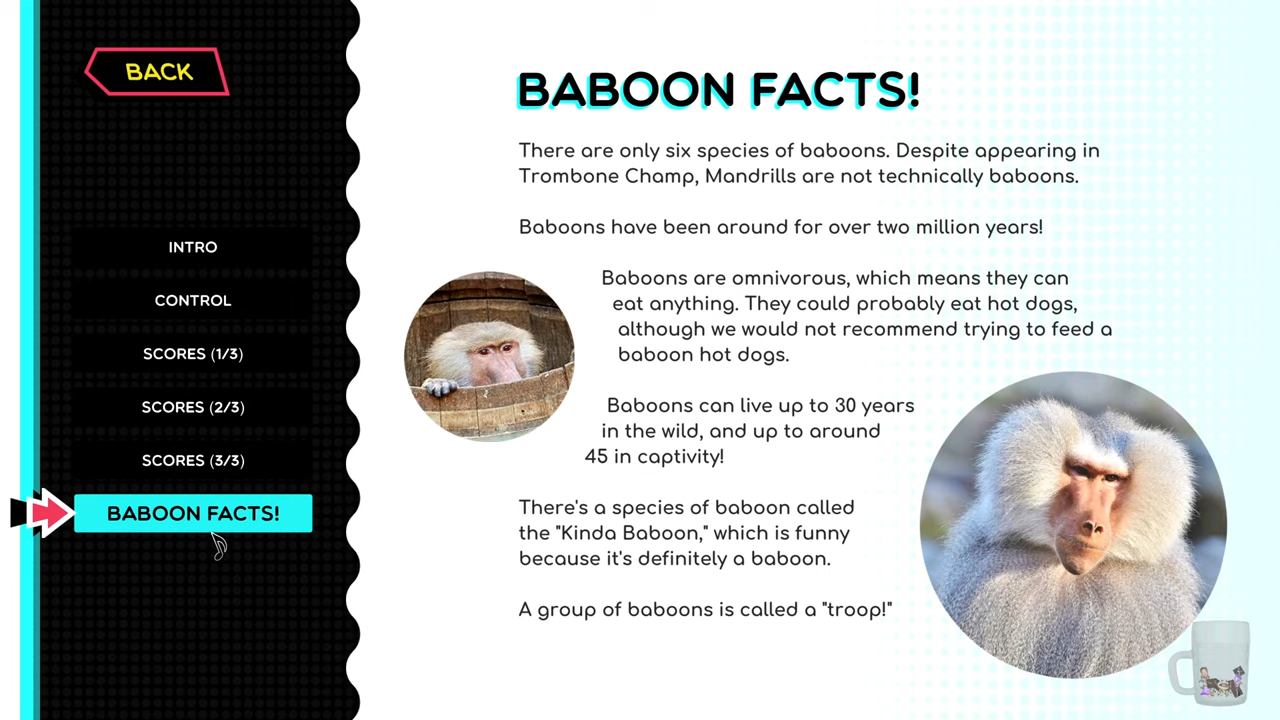 BACK
INTRO
CONTROL
SCORES (1/3)
SCORES (2/3)
SCORES (3/3)
BABOON FACTS!
BABOON FACTS!
There are only six species of baboons. Despite appearing in
Trombone Champ, Mandrills are not technically baboons.
Baboons have been around for over two million years!
Baboons are omnivorous, which means they can
eat anything. They could probably eat hot dogs,
although we would not recommend trying to feed a
baboon hot dogs.
Baboons can live up to 30 years
in the wild, and up to around
45 in captivity!
There's a species of baboon called
the "Kinda Baboon," which is funny
because it's definitely a baboon.
A group of baboons is called a "troop!"